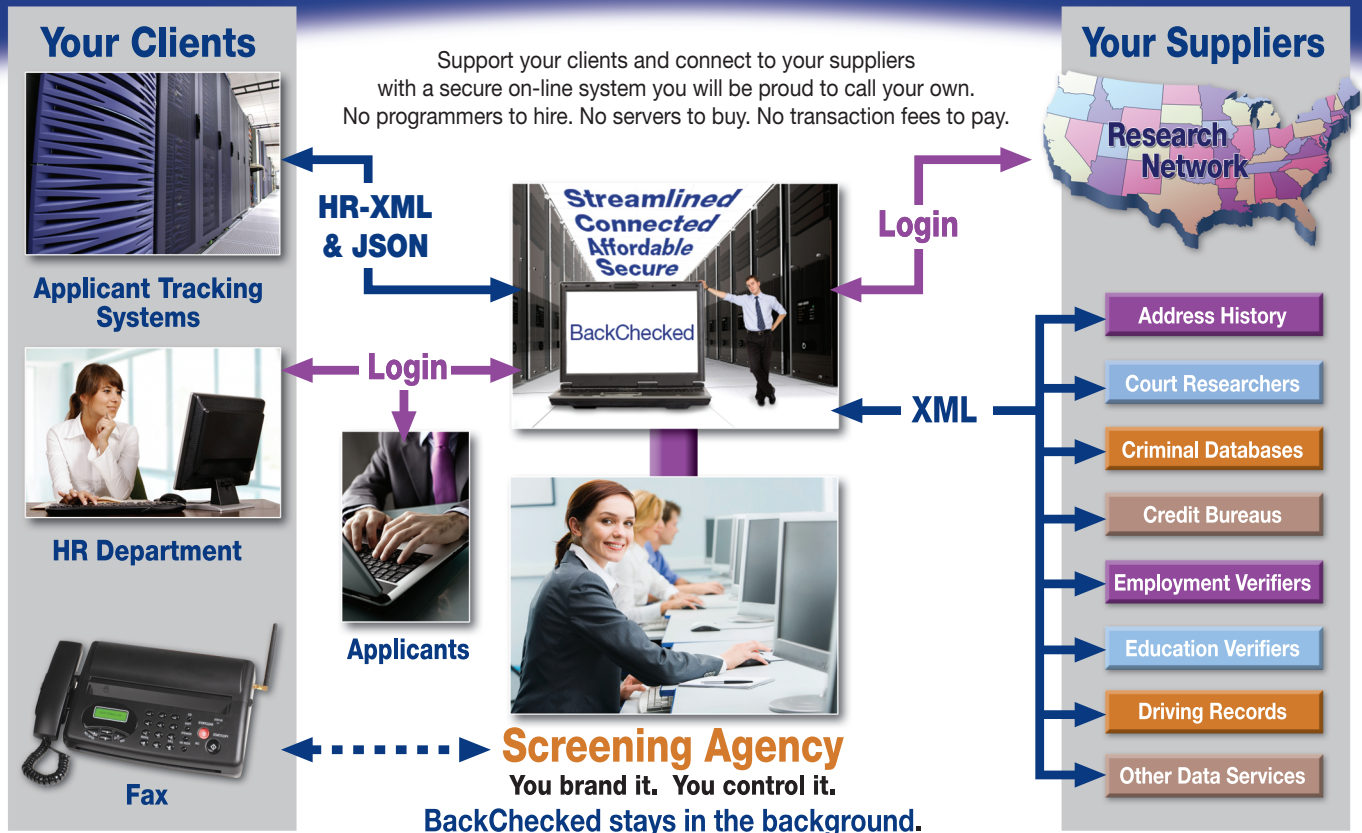 Your Clients
Applicant Tracking
Systems
HR Department
Fax
Support your clients and connect to your suppliers
with a secure on-line system you will be proud to call your own.
No programmers to hire. No servers to buy. No transaction fees to pay.
HR-XML
& JSON
Login
Applicants
Streamlined
Connected
Affordable
Secure
BackChecked
Login
XML
Screening Agency
You brand it. You control it.
BackChecked stays in the background.
Your Suppliers
Research
Network
Address History
Court Researchers
Criminal Databases
Credit Bureaus
Employment Verifiers
Education Verifiers
Driving Records
Other Data Services